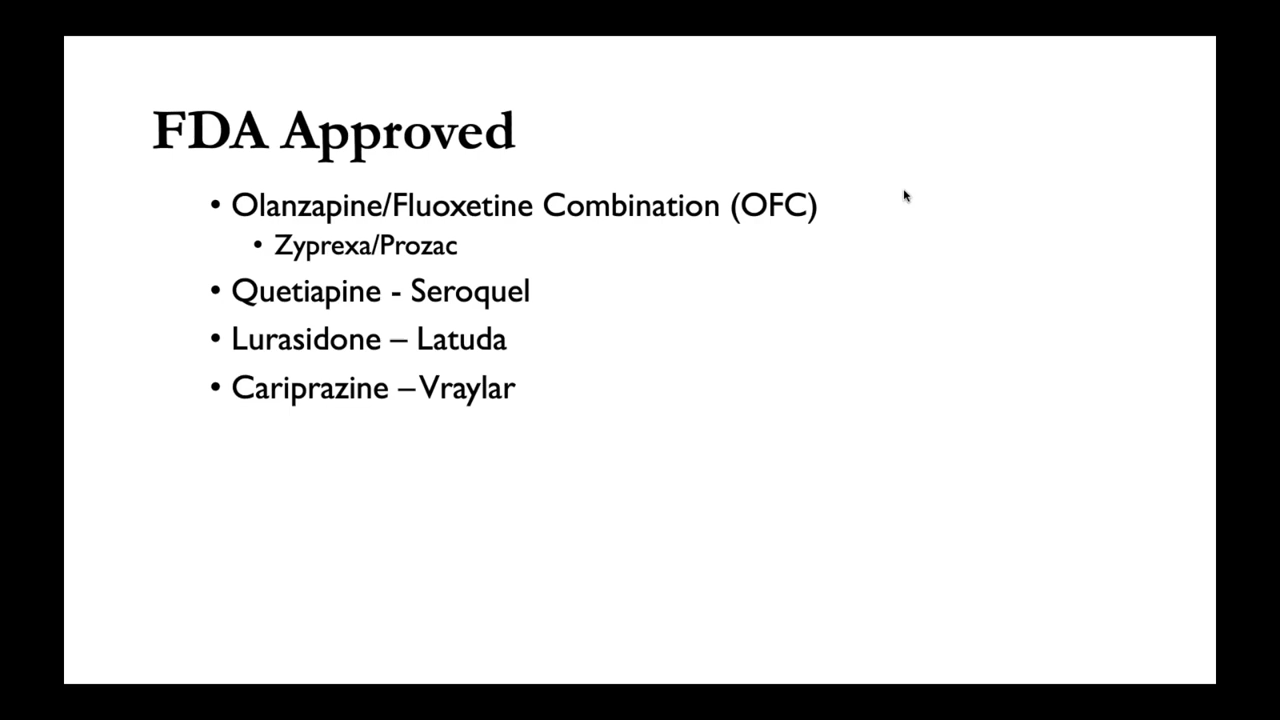 FDA Approved
• Olanzapine/Fluoxetine Combination (OFC)
• Zyprexa/Prozac
• Quetiapine - Seroquel
• Lurasidone – Latuda
• Cariprazine – Vraylar